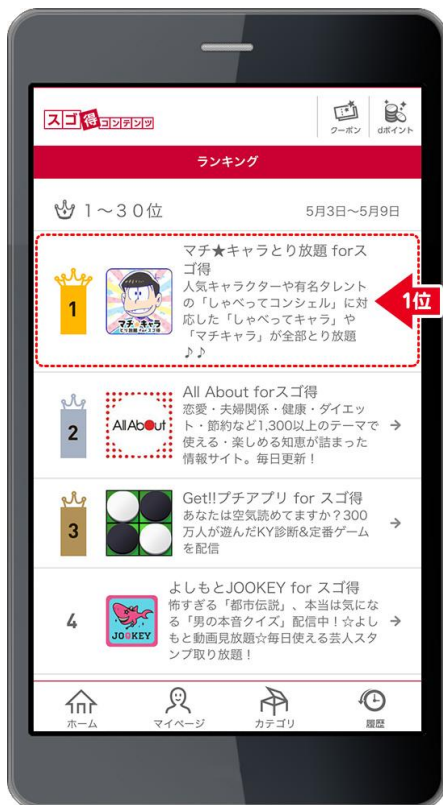 スゴ得コンテンツ
クーポン
dポイント
ランキング
1～30位
5月3日～5月9日
1
マチ★キャラ
とり放題 forスゴ得
マチ★キャラとり放題 forス
ゴ得
人気キャラクターや有名タレント
の「しゃべってコンシェル」に対
応した「しゃべってキャラ」や
「マチキャラ」が全部とり放題
♪♪
1位
2
All About
All About forスゴ得
恋愛・夫婦関係・健康・ダイエッ
ト・節約など1,300以上のテーマで
使える・楽しめる知恵が詰まった
情報サイト。毎日更新！
3
Get!!プチアプリ for スゴ得
あなたは空気読めてますか？300
万人が遊んだKY診断&定番ゲーム
を配信
4
JOOKEY
よしもとJOOKEY for スゴ得
怖すぎる「都市伝説」、本当は気にな
る「男の本音クイズ」配信中！☆よし
もと動画見放題☆毎日使える芸人スタ
ンプ取り放題！
ホーム
マイページ
カテゴリ
履歴